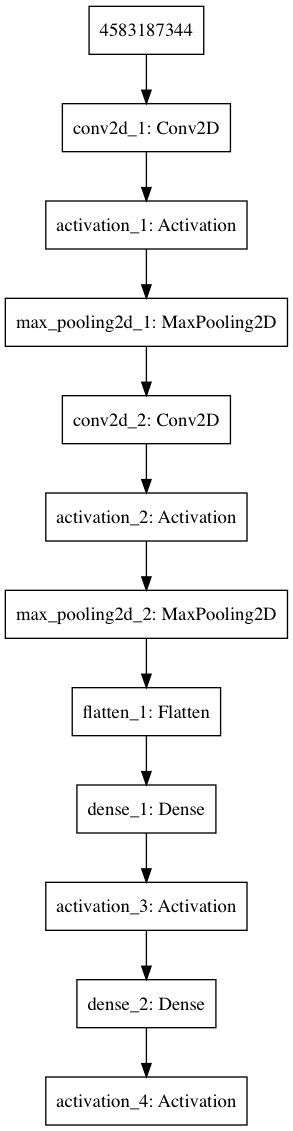 4583187344
conv2d_1: Conv2D
activation_1: Activation
max_pooling2d_1: MaxPooling2D
conv2d_2: Conv2D
activation_2: Activation
max_pooling2d_2: MaxPooling2D
flatten_1: Flatten
dense_1: Dense
activation_3: Activation
dense_2: Dense
activation_4: Activation